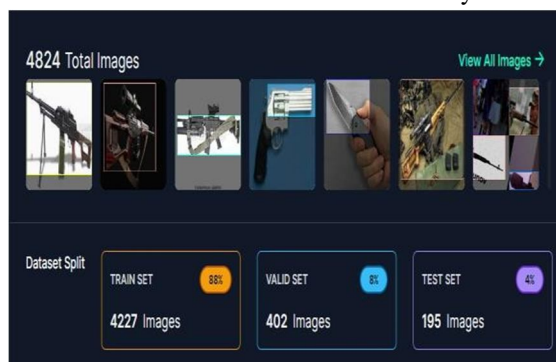 4824 Total Images
View All Images →
Dataset Split
TRAIN SET
88%
4227 Images
VALID SET
8%
402 Images
TEST SET
4%
195 Images